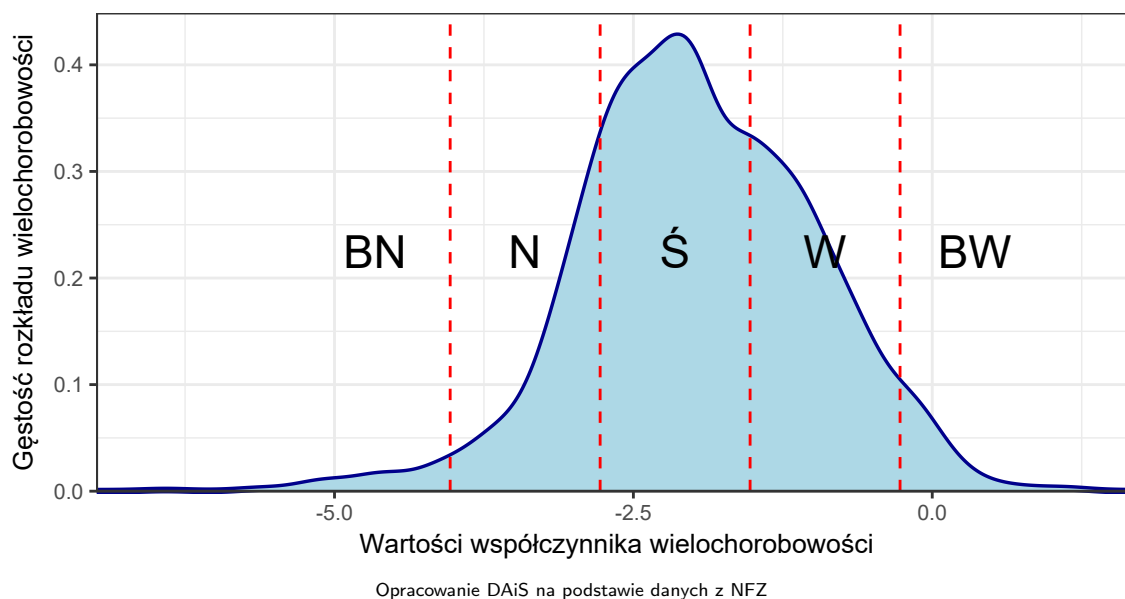 Gęstość rozkładu wielochorobowości
0.4
0.3
0.2
0.1
0.0
BN N Ś W BW
-5.0 -2.5 0.0
Wartości współczynnika wielochorobowości
Opracowanie DAiS na podstawie danych z NFZ